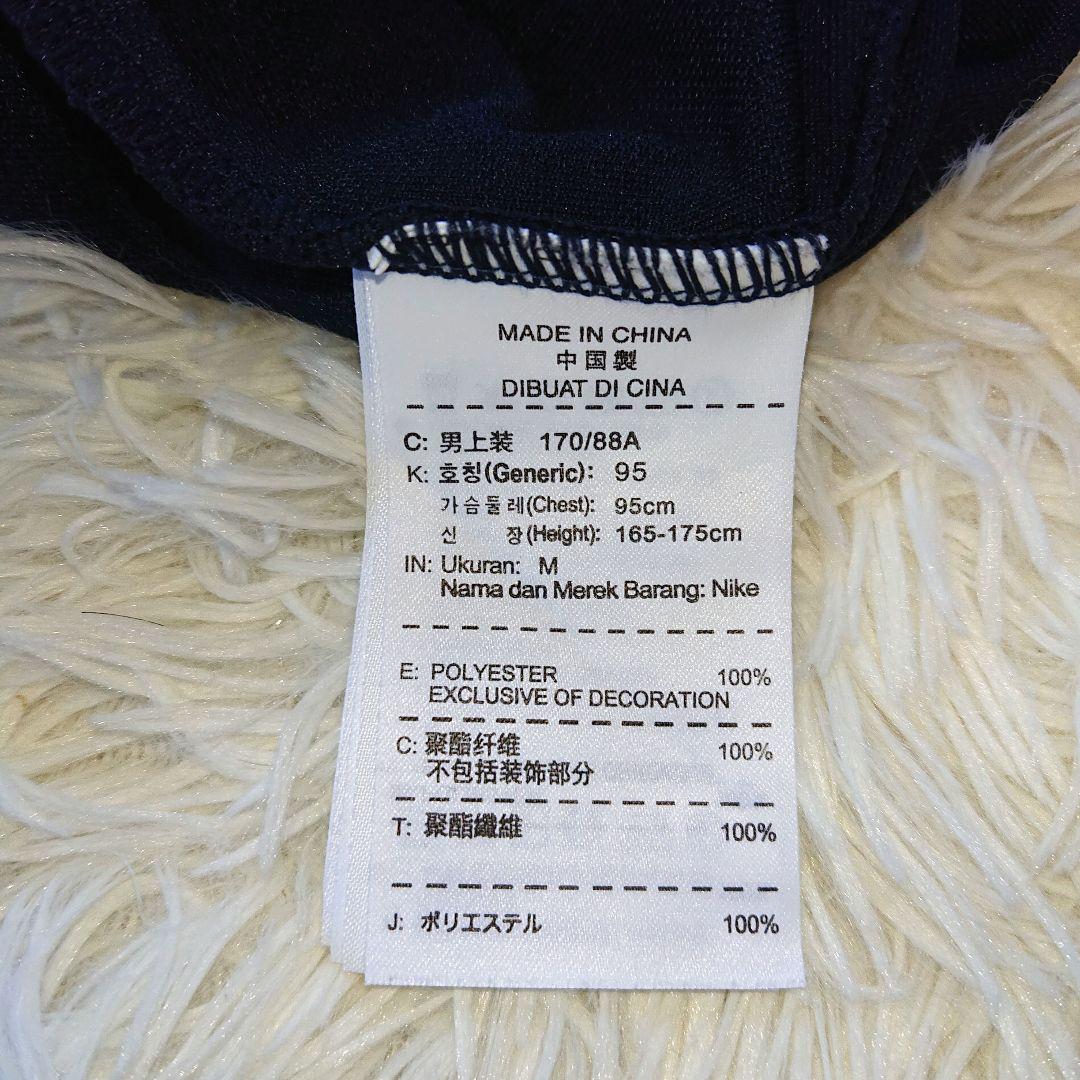 MADE IN CHINA
中国製
DIBUAT DI CINA
C: 男上装 170/88A
K: 호칭(Generic): 95
가슴둘레(Chest): 95cm
신 장(Height): 165-175cm
IN: Ukuran: M
Nama dan Merek Barang: Nike
E: POLYESTER 100%
EXCLUSIVE OF DECORATION
C: 聚酯纤维 100%
不包括装饰部分
T: 聚酯纖維 100%
J: ポリエステル 100%